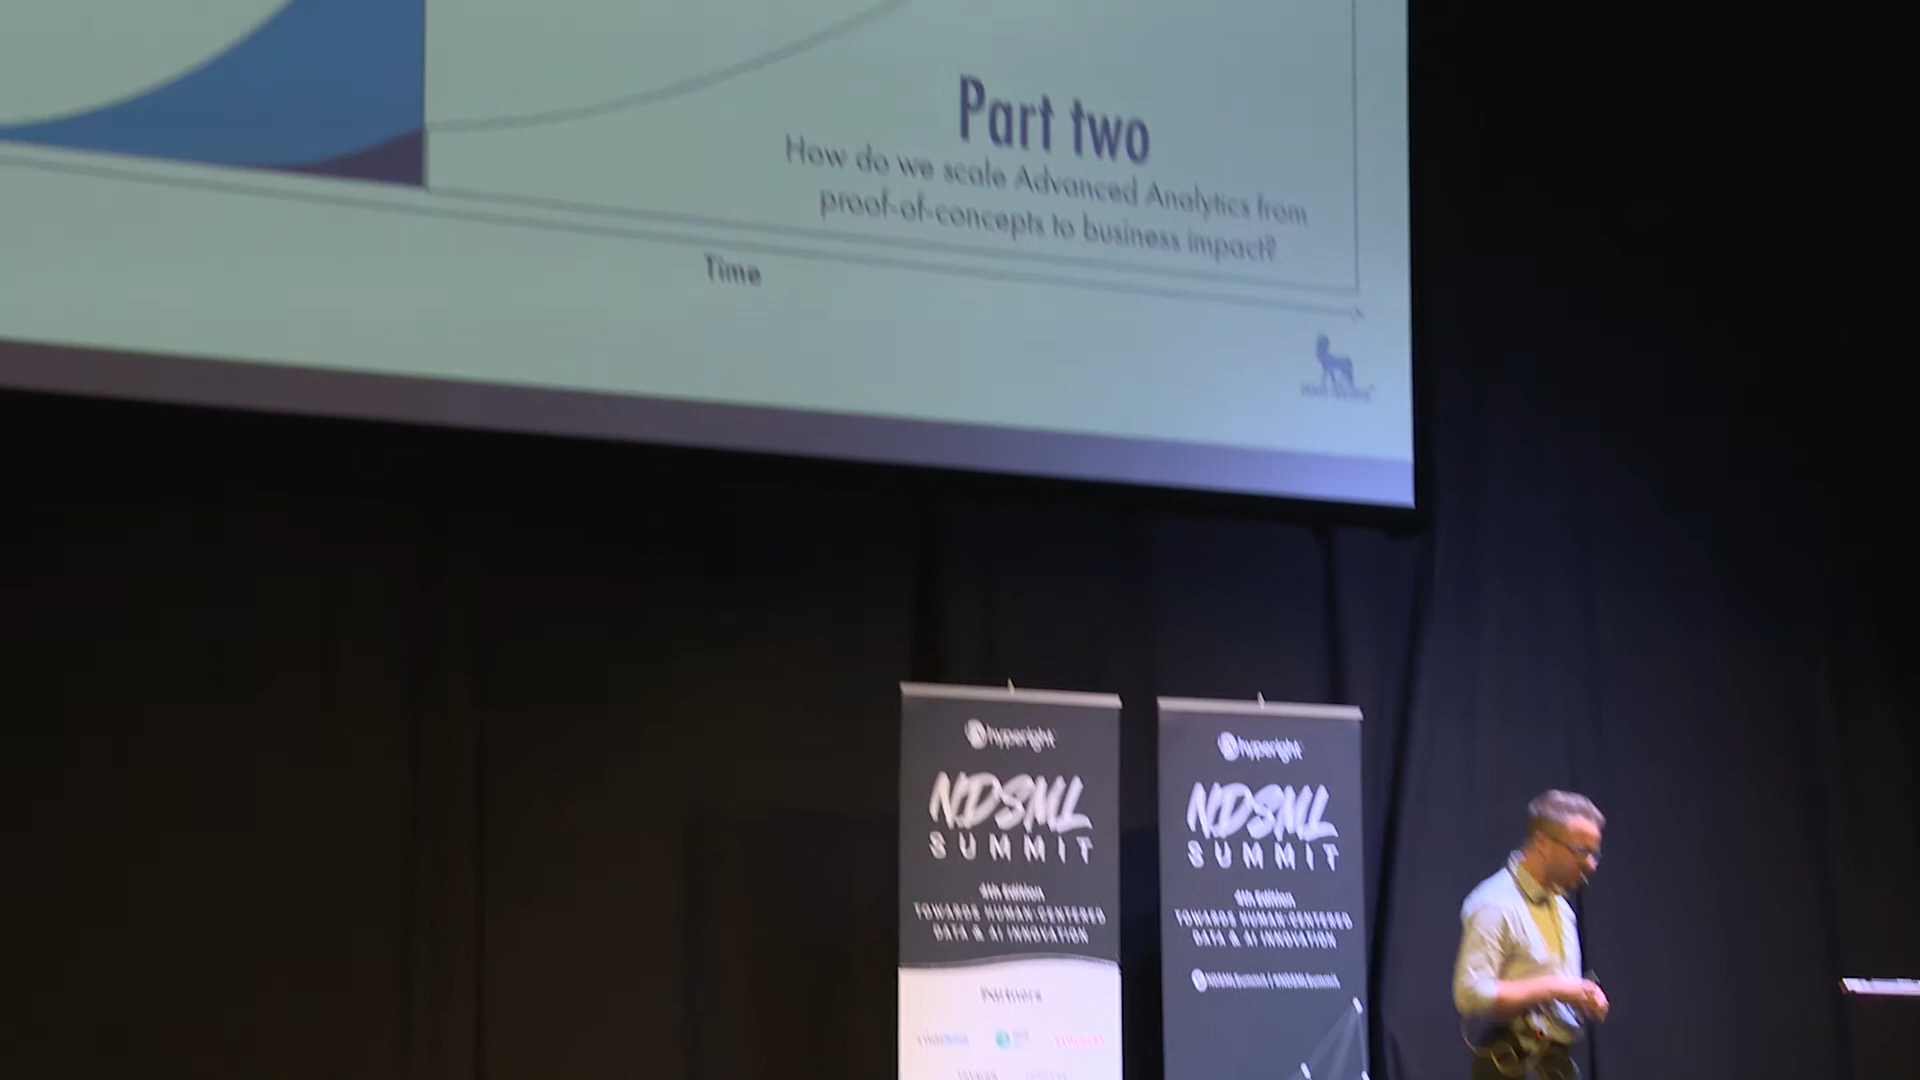 Part two
How do we scale Advanced Analytics from
proof-of-concepts to business impact?
Time
hyperight
NDSML
SUMMIT
4th Edition
TOWARDS HUMAN-CENTERED
DATA & AI INNOVATION
Partners
hyperight
NDSML
SUMMIT
4th Edition
TOWARDS HUMAN-CENTERED
DATA & AI INNOVATION